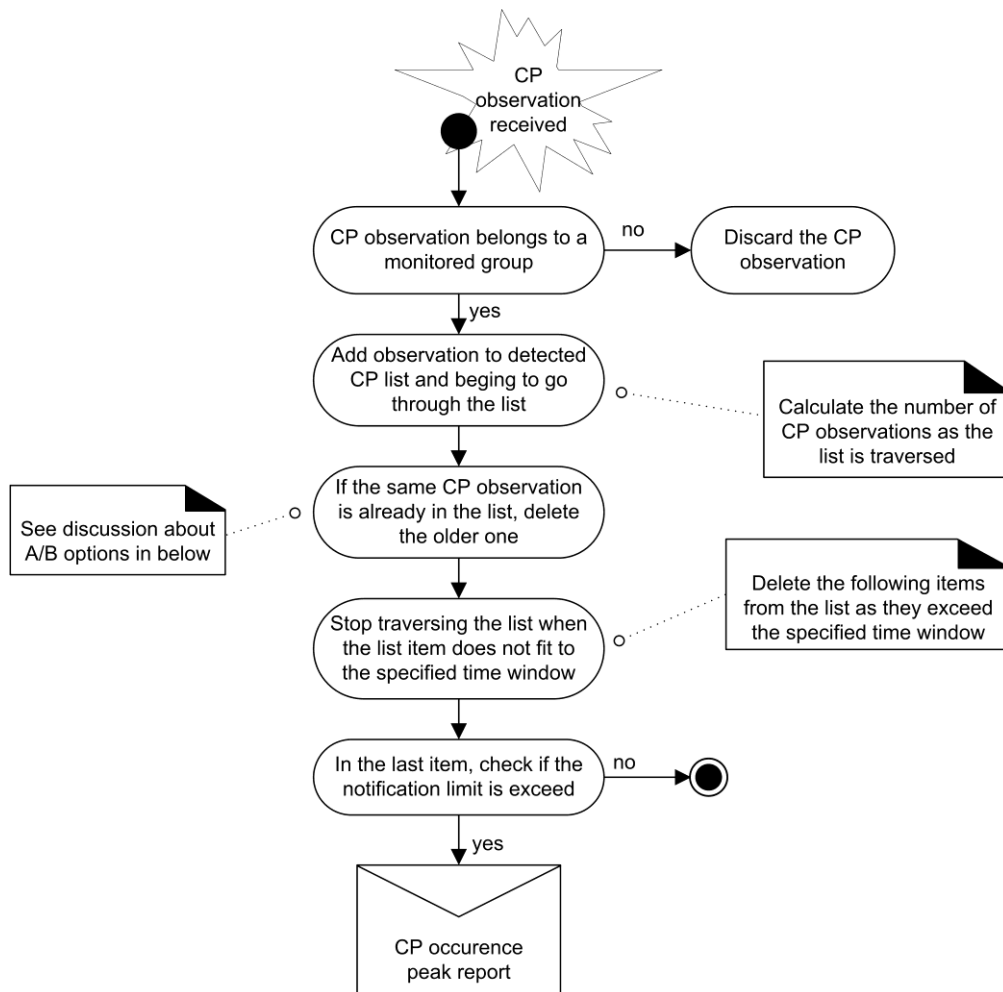 CP
observation
received
CP observation belongs to a
monitored group
no
Discard the CP
observation
yes
Add observation to detected
CP list and beging to go
through the list
Calculate the number of
CP observations as the
list is traversed
If the same CP observation
is already in the list, delete
the older one
See discussion about
A/B options in below
Delete the following items
from the list as they exceed
the specified time window
Stop traversing the list when
the list item does not fit to
the specified time window
In the last item, check if the
notification limit is exceed
no
yes
CP occurence
peak report